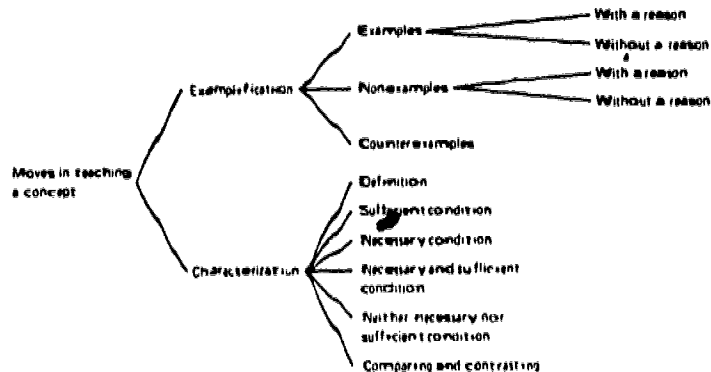 Moves in teaching
a concept
Exemplification
Examples
With a reason
Without a reason
Nonexamples
With a reason
Without a reason
Counterexamples
Characterization
Definition
Sufficient condition
Necessary condition
Necessary and sufficient
condition
Neither necessary nor
sufficient condition
Comparing and contrasting